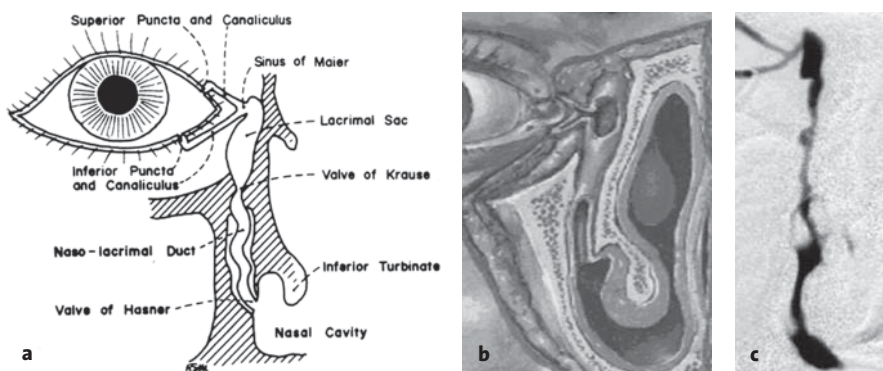 Superior Puncta and Canaliculus
Sinus of Maier
Lacrimal Sac
Inferior Puncta
and Canaliculus
Valve of Krause
Naso-lacrimal Duct
Inferior Turbinate
Valve of Hasner
Nasal Cavity
a
b
c